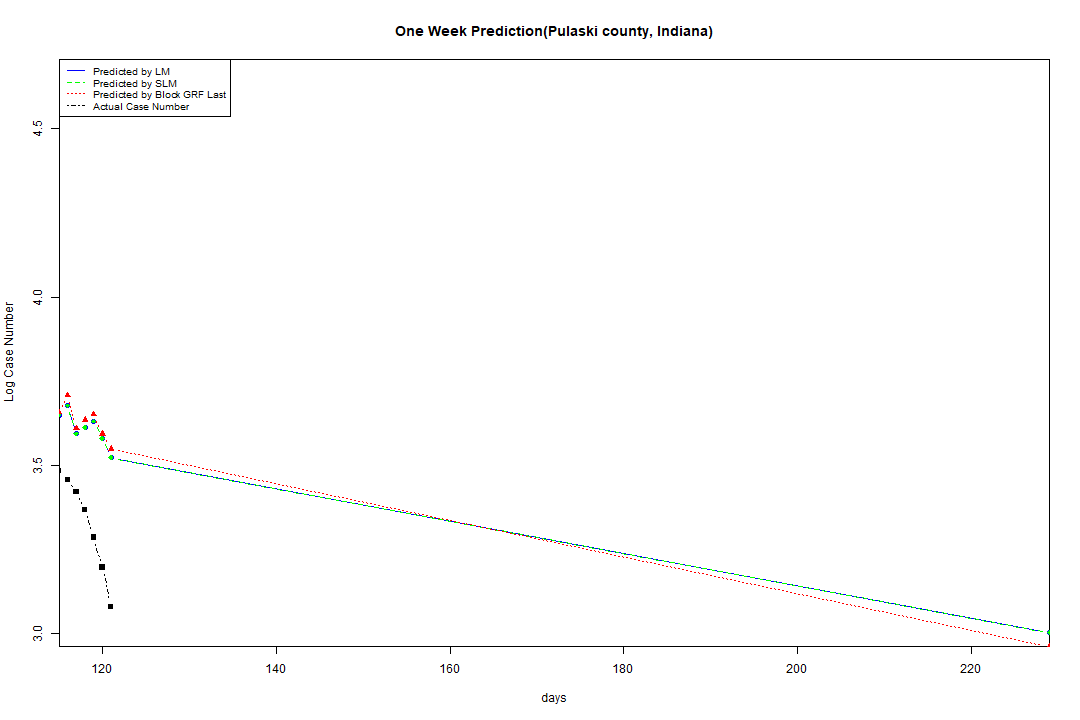 One Week Prediction(Pulaski county, Indiana)
Predicted by LM
Predicted by SLM
Predicted by Block GRF Last
Actual Case Number
4.5
4.0
3.5
3.0
Log Case Number
120 140 160 180 200 220
days